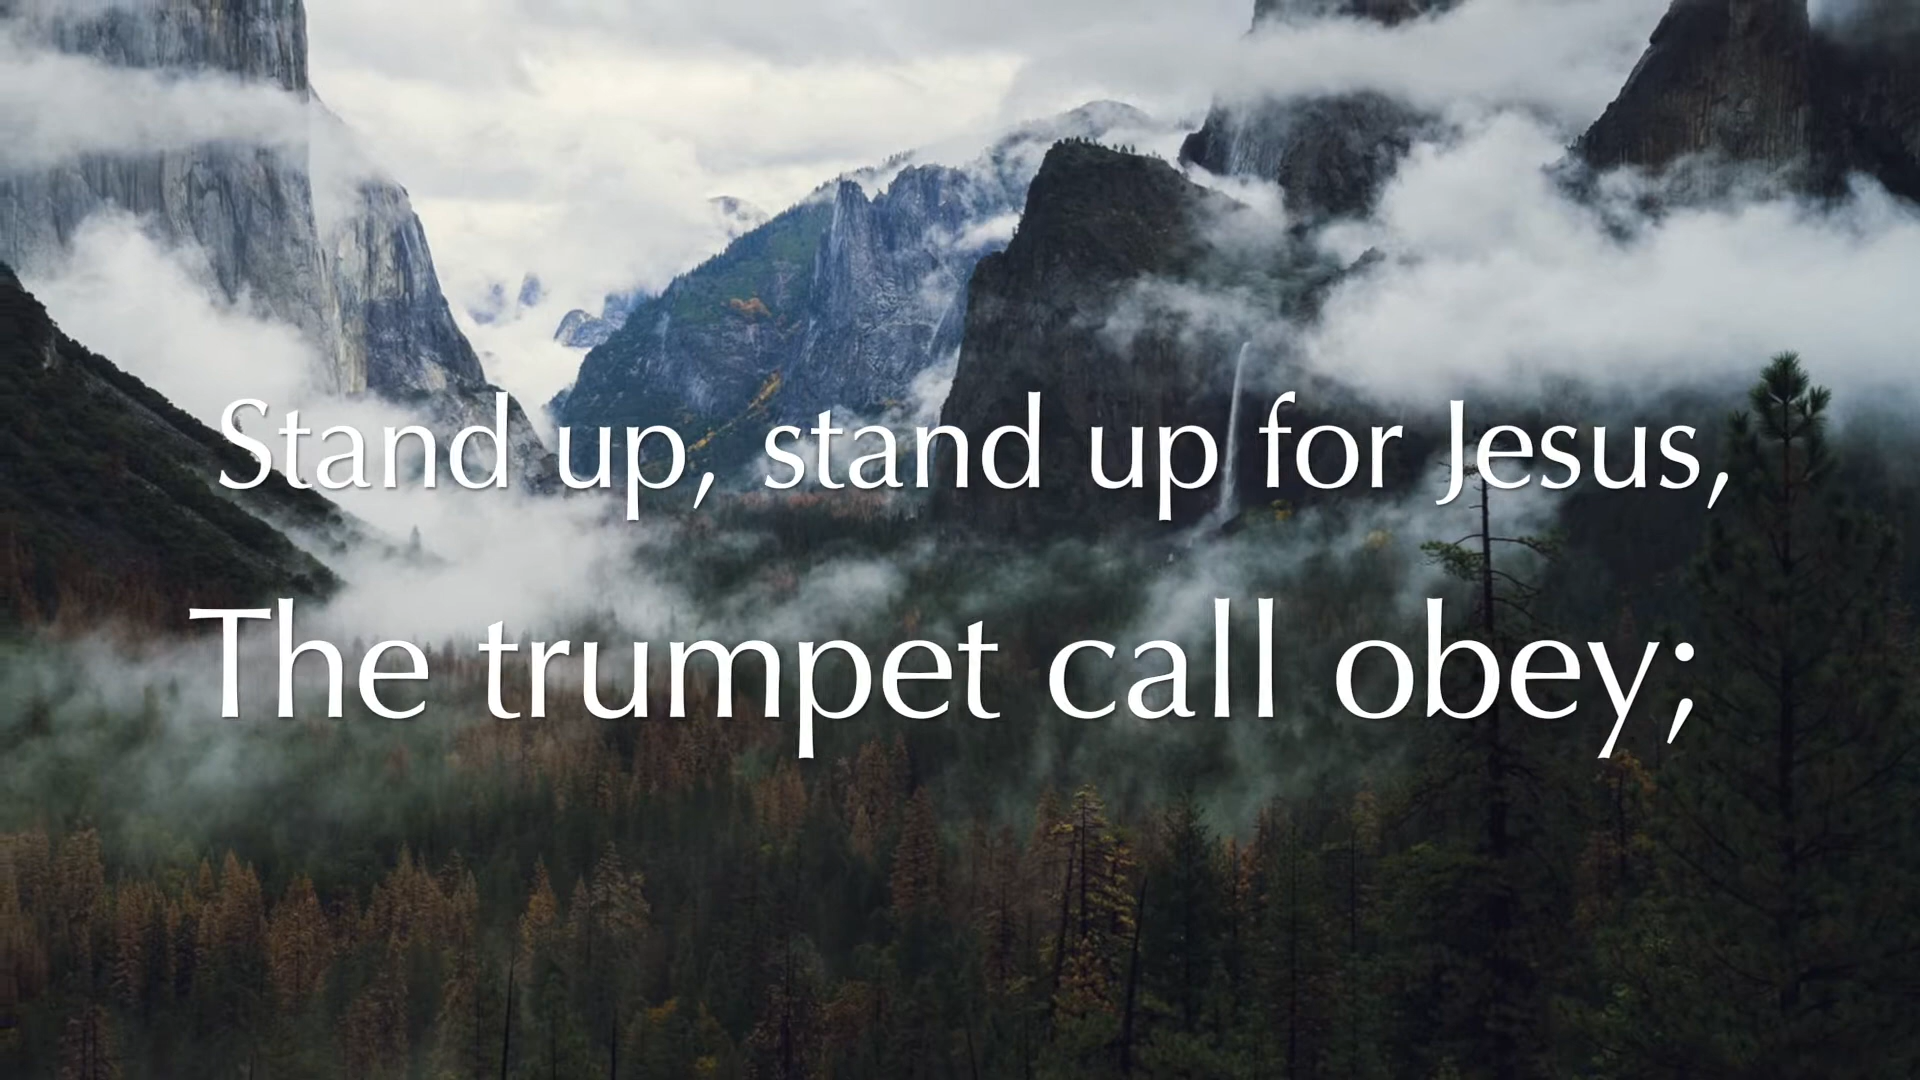 Stand up, stand up for Jesus,
The trumpet call obey;